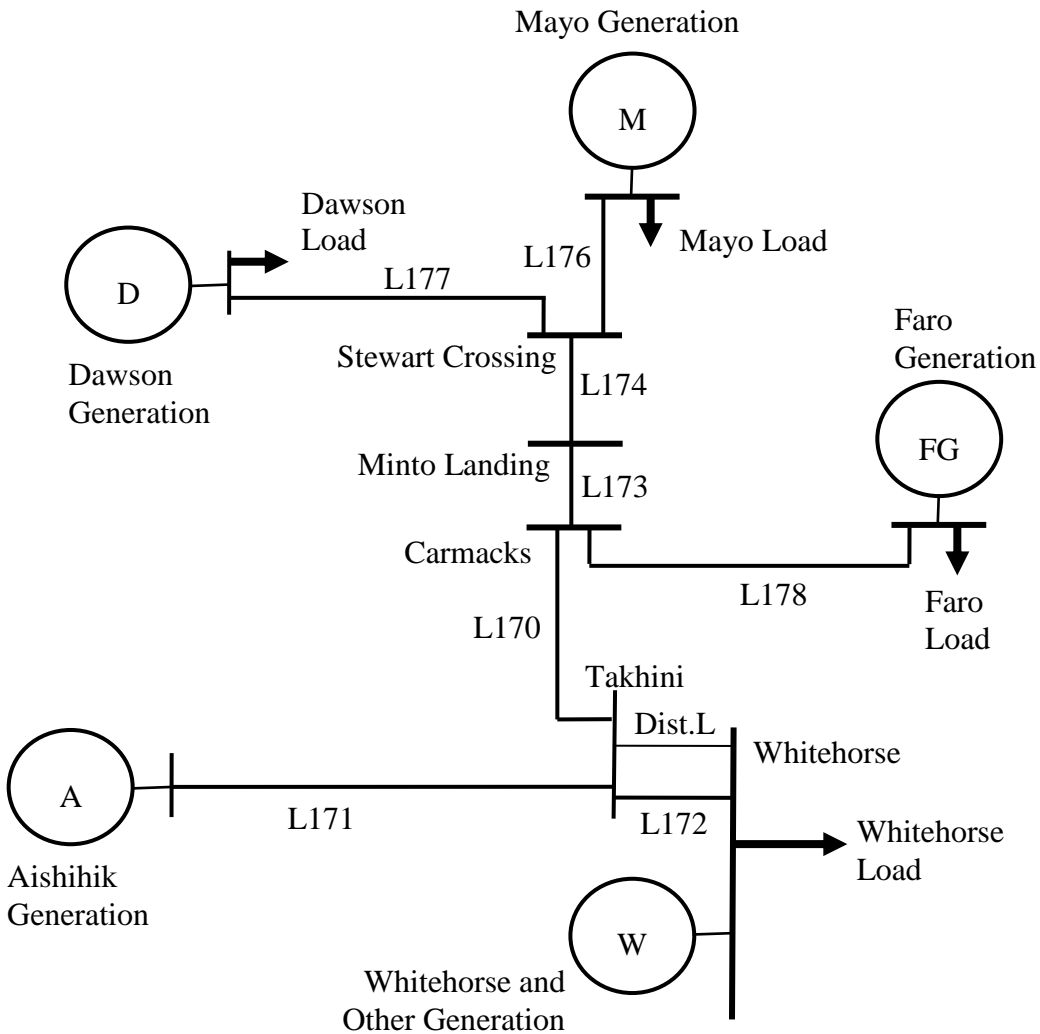 Mayo Generation
M
Dawson
Load
Mayo Load
L176
L177
D
Faro
Generation
Stewart Crossing
Dawson
Generation
L174
FG
Minto Landing
L173
Carmacks
L178
Faro
Load
L170
Takhini
Dist.L
Whitehorse
A
L171
L172
Whitehorse
Load
Aishihik
Generation
W
Whitehorse and
Other Generation